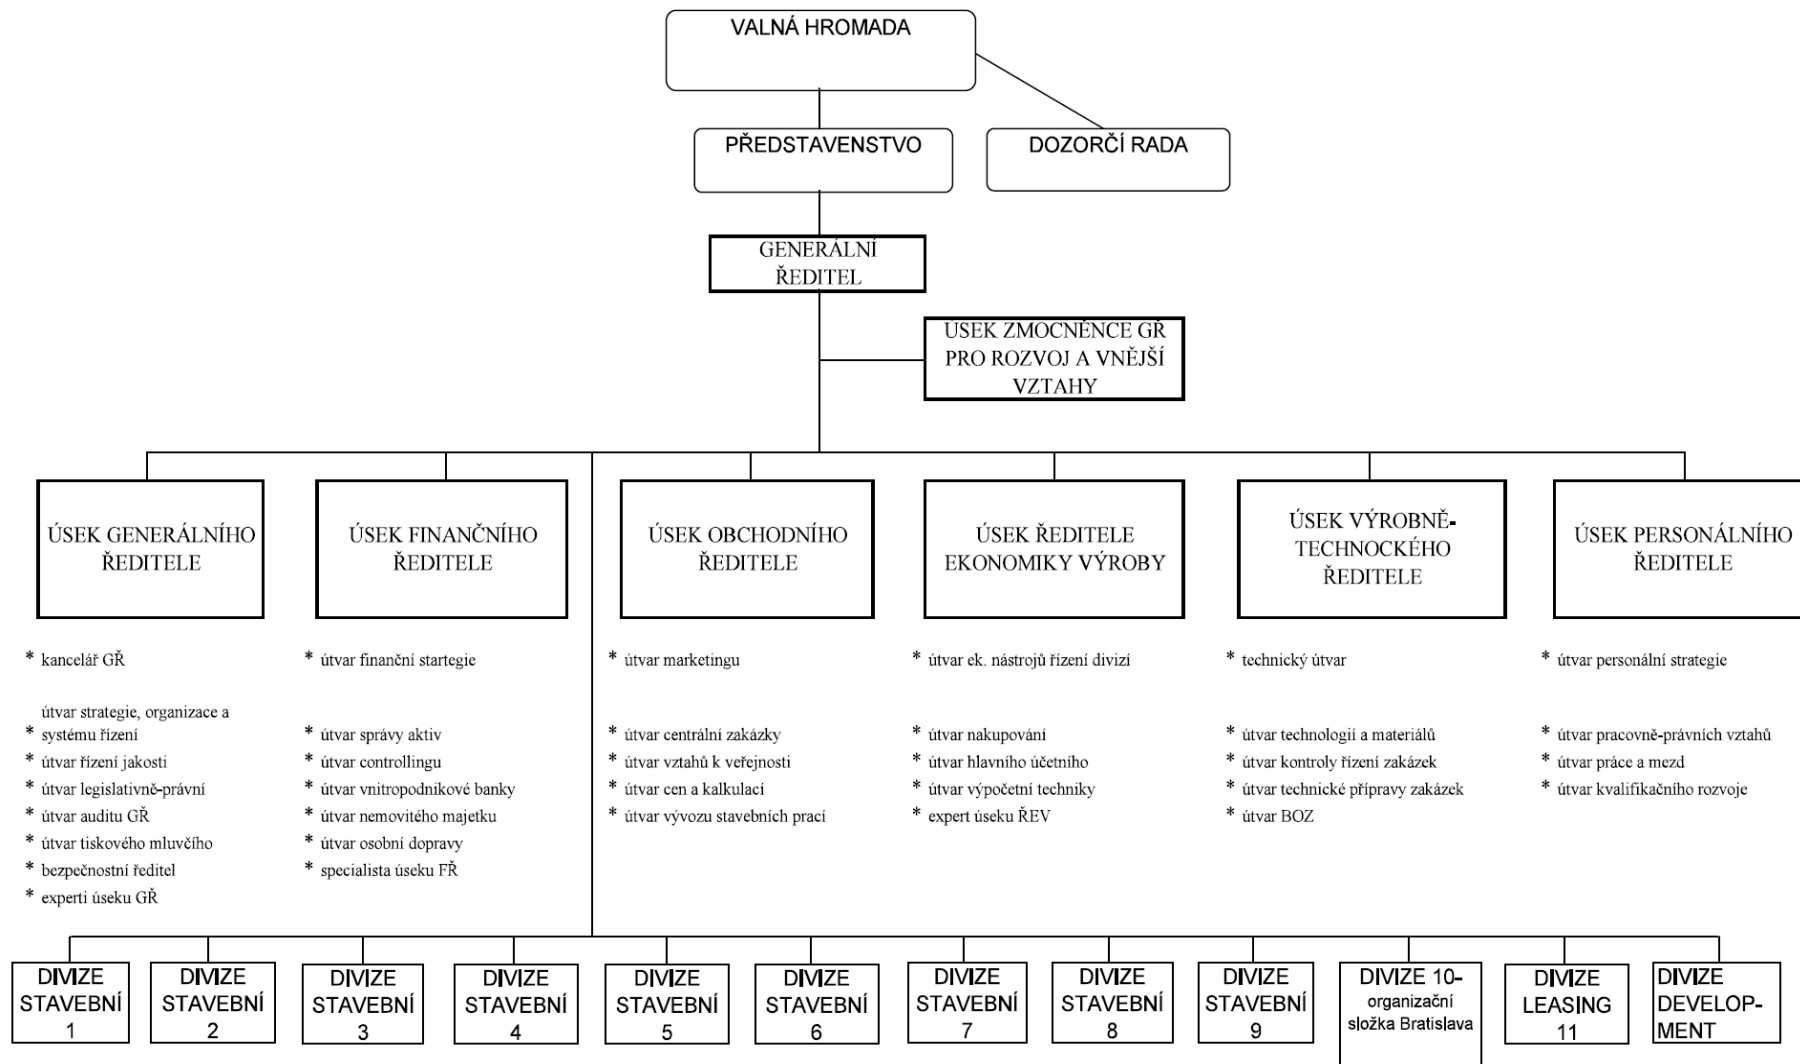 VALNÁ HROMADA
PŘEDSTAVENSTVO
DOZORČÍ RADA
GENERÁLNÍ
ŘEDITEL
ÚSEK ZMOCNĚNCE GŘ
PRO ROZVOJ A VNĚJŠÍ
VZTAHY
ÚSEK GENERÁLNÍHO
ŘEDITELE
ÚSEK FINANČNÍHO
ŘEDITELE
ÚSEK OBCHODNÍHO
ŘEDITELE
ÚSEK ŘEDITELE
EKONOMIKY VÝROBY
ÚSEK VÝROBNĚ-
TECHNOCKÉHO
ŘEDITELE
ÚSEK PERSONÁLNÍHO
ŘEDITELE
* kancelář GŘ
útvar strategie, organizace a
* systému řízení
* útvar řízení jakosti
* útvar legislativně-právní
* útvar auditu GŘ
* útvar tiskového mluvčího
* bezpečnostní ředitel
* experti úseku GŘ
* útvar finanční startegie
* útvar správy aktiv
* útvar controllingu
* útvar vnitropodnikové banky
* útvar nemovitého majetku
* útvar osobní dopravy
* specialista úseku FŘ
* útvar marketingu
* útvar centrální zakázky
* útvar vztahů k veřejnosti
* útvar cen a kalkulací
* útvar vývozu stavebních prací
* útvar ek. nástrojů řízení divizí
* útvar nakupování
* útvar hlavního účetního
* útvar výpočetní techniky
* expert úseku ŘEV
* technický útvar
* útvar technologií a materiálů
* útvar kontroly řízení zakázek
* útvar technické přípravy zakázek
* útvar BOZ
* útvar personální strategie
* útvar pracovně-právních vztahů
* útvar práce a mezd
* útvar kvalifikačního rozvoje
DIVIZE
STAVEBNÍ
1
DIVIZE
STAVEBNÍ
2
DIVIZE
STAVEBNÍ
3
DIVIZE
STAVEBNÍ
4
DIVIZE
STAVEBNÍ
5
DIVIZE
STAVEBNÍ
6
DIVIZE
STAVEBNÍ
7
DIVIZE
STAVEBNÍ
8
DIVIZE
STAVEBNÍ
9
DIVIZE 10-
organizační
složka Bratislava
DIVIZE
LEASING
11
DIVIZE
DEVELOP-
MENT